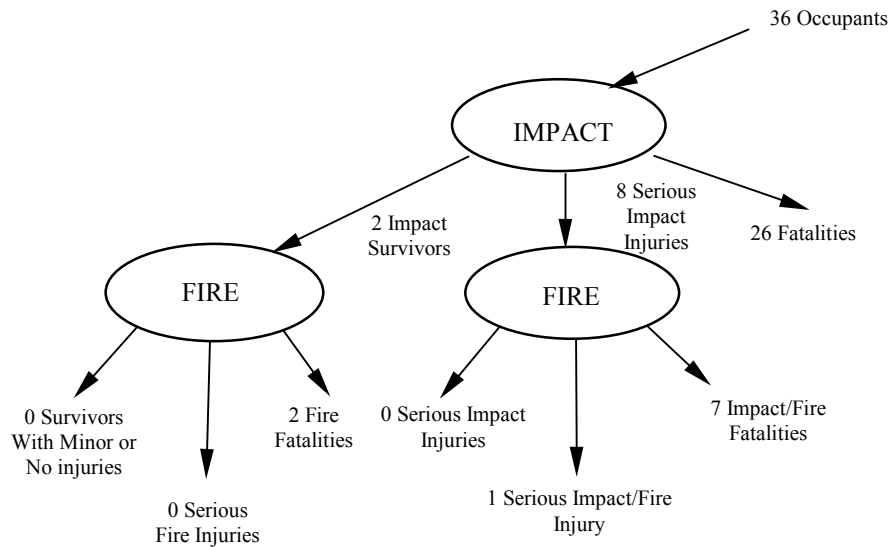 36 Occupants
IMPACT
2 Impact
Survivors
8 Serious
Impact
Injuries
26 Fatalities
FIRE
FIRE
0 Survivors
With Minor or
No injuries
0 Serious
Fire Injuries
2 Fire
Fatalities
0 Serious Impact
Injuries
1 Serious Impact/Fire
Injury
7 Impact/Fire
Fatalities